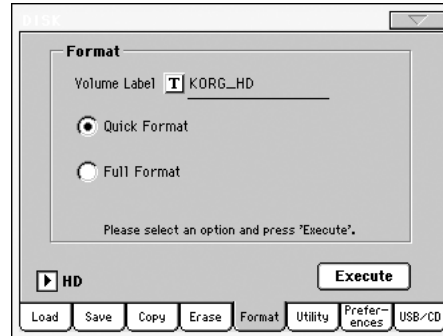 DISK
Format
Volume Label T KORG_HD
Quick Format
Full Format
Please select an option and press 'Execute'.
HD Execute
Load Save Copy Erase Format Utility Prefer-
ences USB/CD